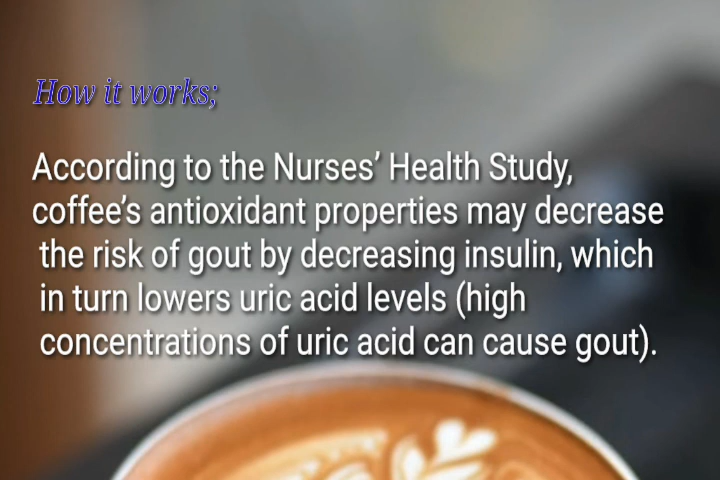 How it works;
According to the Nurses’ Health Study,
coffee’s antioxidant properties may decrease
the risk of gout by decreasing insulin, which
in turn lowers uric acid levels (high
concentrations of uric acid can cause gout).